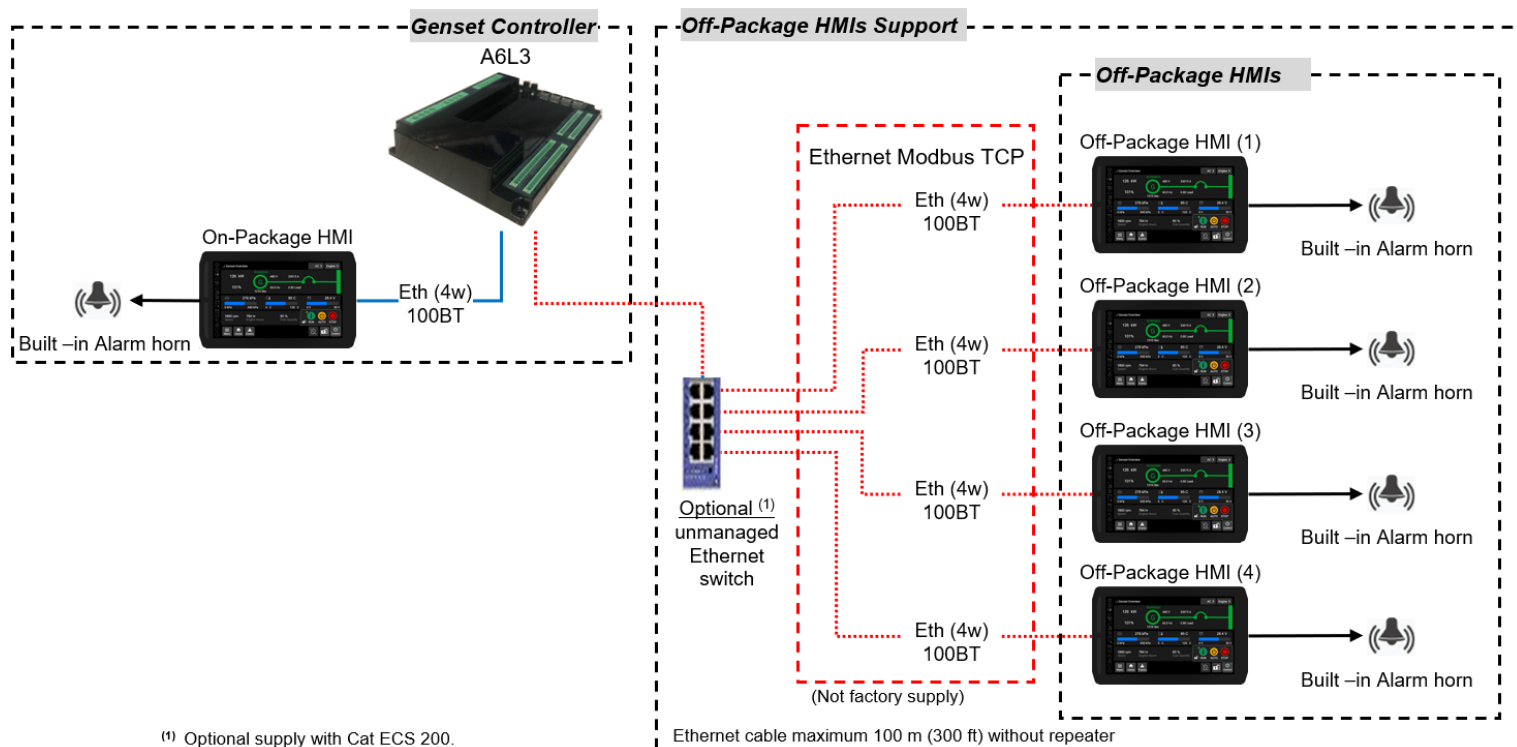 Genset Controller
A6L3
On-Package HMI
Eth (4w)
100BT
Built –in Alarm horn
Off-Package HMIs Support
Off-Package HMIs
Ethernet Modbus TCP
Eth (4w)
100BT
Eth (4w)
100BT
Eth (4w)
100BT
Eth (4w)
100BT
(Not factory supply)
Optional (1)
unmanaged
Ethernet
switch
Off-Package HMI (1)
Built –in Alarm horn
Off-Package HMI (2)
Built –in Alarm horn
Off-Package HMI (3)
Built –in Alarm horn
Off-Package HMI (4)
Built –in Alarm horn
(1) Optional supply with Cat ECS 200.
Ethernet cable maximum 100 m (300 ft) without repeater